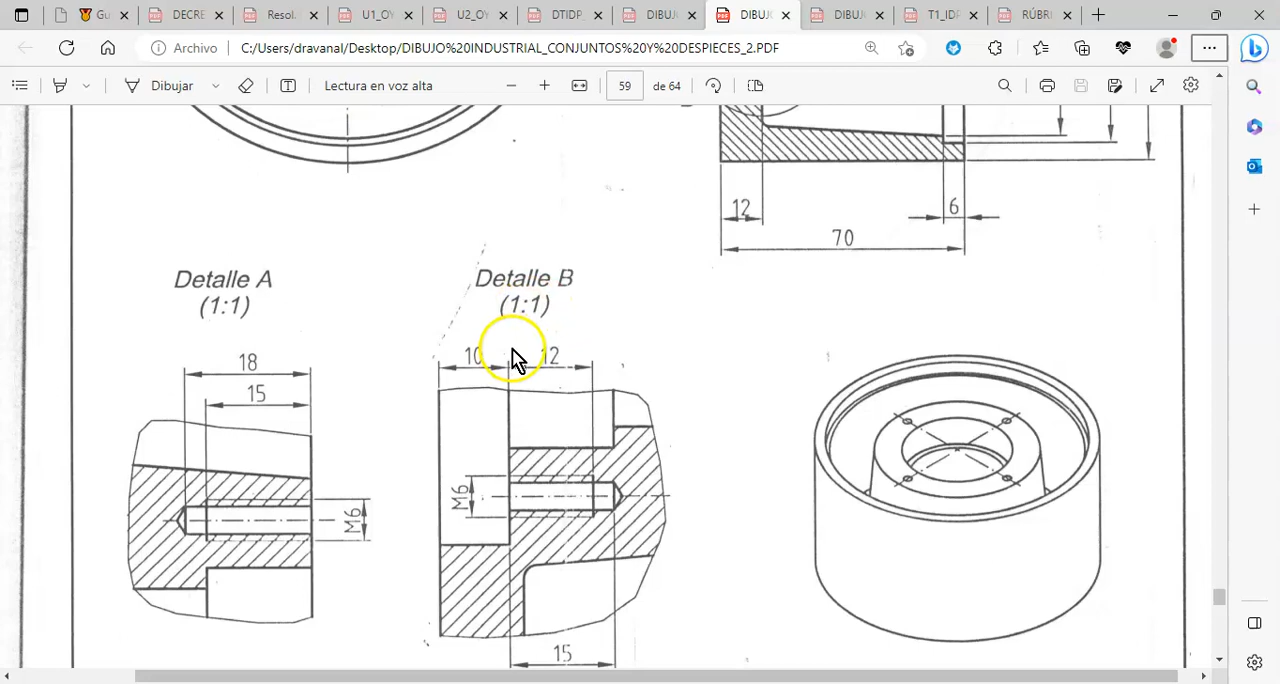 Gu
DECRE
Resol.
U1_OY
U2_OY
DTIDP_
DIBUJ
DIBUJ
DIBUJ
T1_IDP
RÚBRI
Archivo
C:/Users/dravanal/Desktop/DIBUJO%20INDUSTRIAL_CONJUNTOS%20Y%20DESPIECES_2.PDF
Dibujar
Lectura en voz alta
59
de 64
12
6
70
Detalle A
(1:1)
Detalle B
(1:1)
18
15
M6
10
12
M6
15